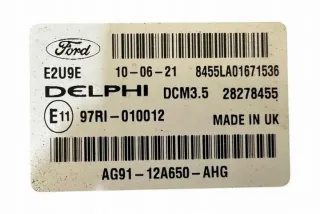 Ford
E2U9E 10-06-21 8455LA01671536
DELPHI DCM3.5 28278455
E11 97RI-010012 MADE IN UK
AG91-12A650-AHG